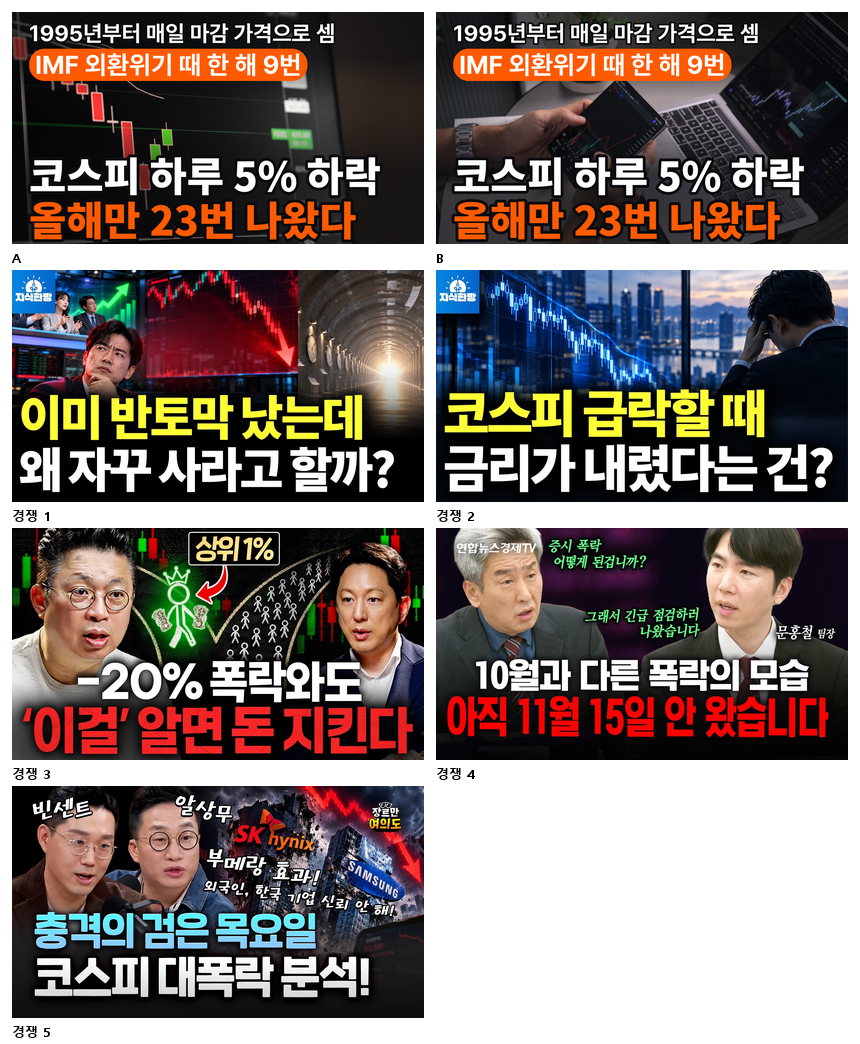 1995년부터 매일 마감 가격으로 셈
IMF 외환위기 때 한 해 9번
코스피 하루 5% 하락
올해만 23번 나왔다
A
1995년부터 매일 마감 가격으로 셈
IMF 외환위기 때 한 해 9번
코스피 하루 5% 하락
올해만 23번 나왔다
B
지식한방
이미 반토막 났는데
왜 자꾸 사라고 할까?
경쟁 1
지식한방
코스피 급락할 때
금리가 내렸다는 건?
경쟁 2
상위 1%
-20% 폭락와도
'이걸' 알면 돈 지킨다
경쟁 3
연합뉴스경제TV
증시 폭락
어떻게 된겁니까?
그래서 긴급 점검하러
나왔습니다
문홍철 팀장
10월과 다른 폭락의 모습
아직 11월 15일 안 왔습니다
경쟁 4
빈센트
알상무
장르만
여의도
SK hynix
부메랑 효과!
SAMSUNG
외국인, 한국 기업 신뢰 안 해!
충격의 검은 목요일
코스피 대폭락 분석!
경쟁 5